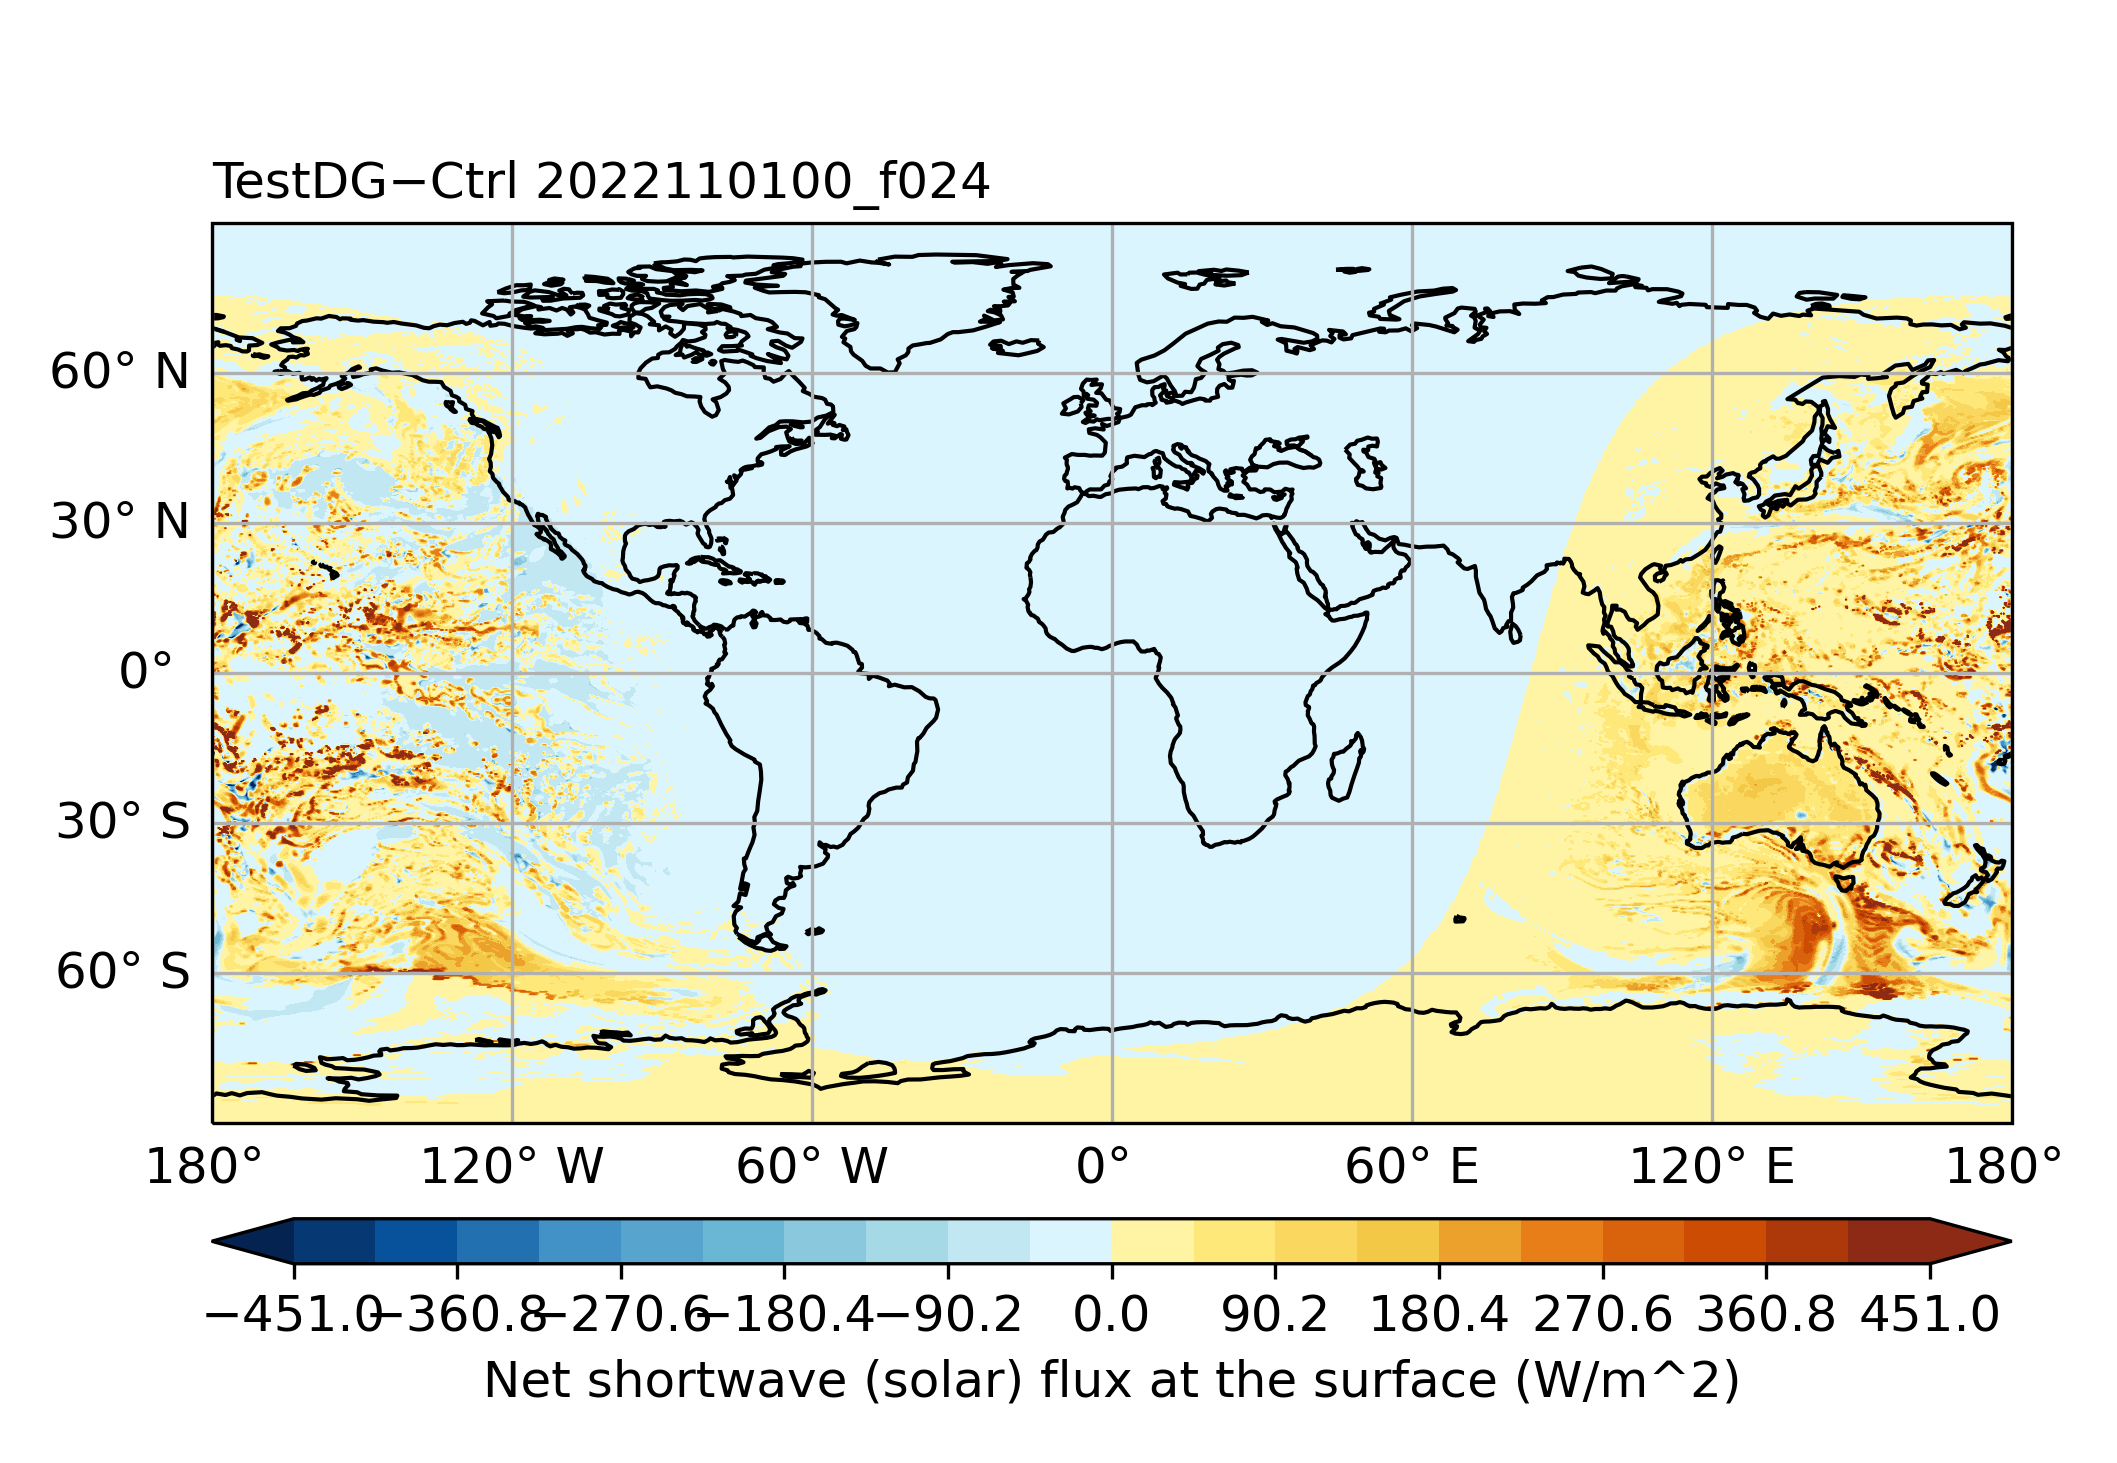 TestDG−Ctrl 2022110100_f024
60° N
30° N
0°
30° S
60° S
180° 120° W 60° W 0° 60° E 120° E 180°
−451.0 −360.8 −270.6 −180.4 −90.2 0.0 90.2 180.4 270.6 360.8 451.0
Net shortwave (solar) flux at the surface (W/m^2)